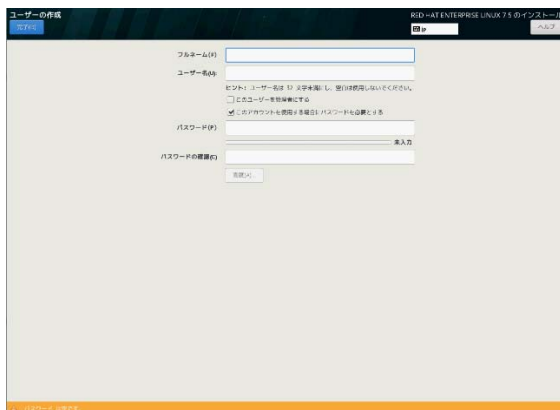 ユーザーの作成
RED HAT ENTERPRISE LINUX 7.5 のインストール
完了(D)
jp
ヘルプ
フルネーム(F)
ユーザー名(U)
ヒント: ユーザー名は 32 文字未満にし、空白は使用しないでください。
このユーザーを管理者にする
このアカウントを使用する場合にパスワードを必要とする
パスワード(P)
未入力
パスワードの確認(C)
高度(A)...